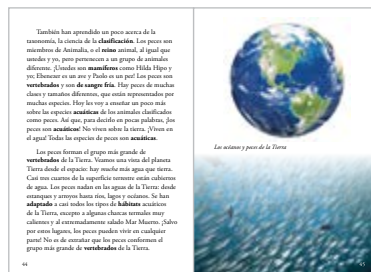 También han aprendido un poco acerca de la
taxonomía, la ciencia de la clasificación. Los peces son
miembros de Animalia, o el reino animal, al igual que
ustedes y yo, pero pertenecen a un grupo de animales
diferente. ¡Ustedes son mamíferos como Hilda Hipo y
yo; Ebenezer es un ave y Paolo es un pez! Los peces son
vertebrados y son de sangre fría. Hay peces de muchas
clases y tamaños diferentes, que están representados por
muchas especies. Hoy les voy a enseñar un poco más
sobre las especies acuáticas de los animales clasificados
como peces. Así que, para decirlo en pocas palabras, ¡los
peces son acuáticos! No viven sobre la tierra. ¡Viven en
el agua! Todas las especies de peces son acuáticas.
Los peces forman el grupo más grande de
vertebrados de la Tierra. Veamos una vista del planeta
Tierra desde el espacio: hay mucha más agua que tierra.
Casi tres cuartos de la superficie terrestre están cubiertos
de agua. Los peces nadan en las aguas de la Tierra: desde
estanques y arroyos hasta ríos, lagos y océanos. Se han
adaptado a casi todos los tipos de hábitats acuáticos
de la Tierra, excepto a algunas charcas termales muy
calientes y al extremadamente salado Mar Muerto. ¡Salvo
por estos lugares, los peces pueden vivir en cualquier
parte! No es de extrañar que los peces conformen el
grupo más grande de vertebrados de la Tierra.
44
Los océanos y peces de la Tierra
45